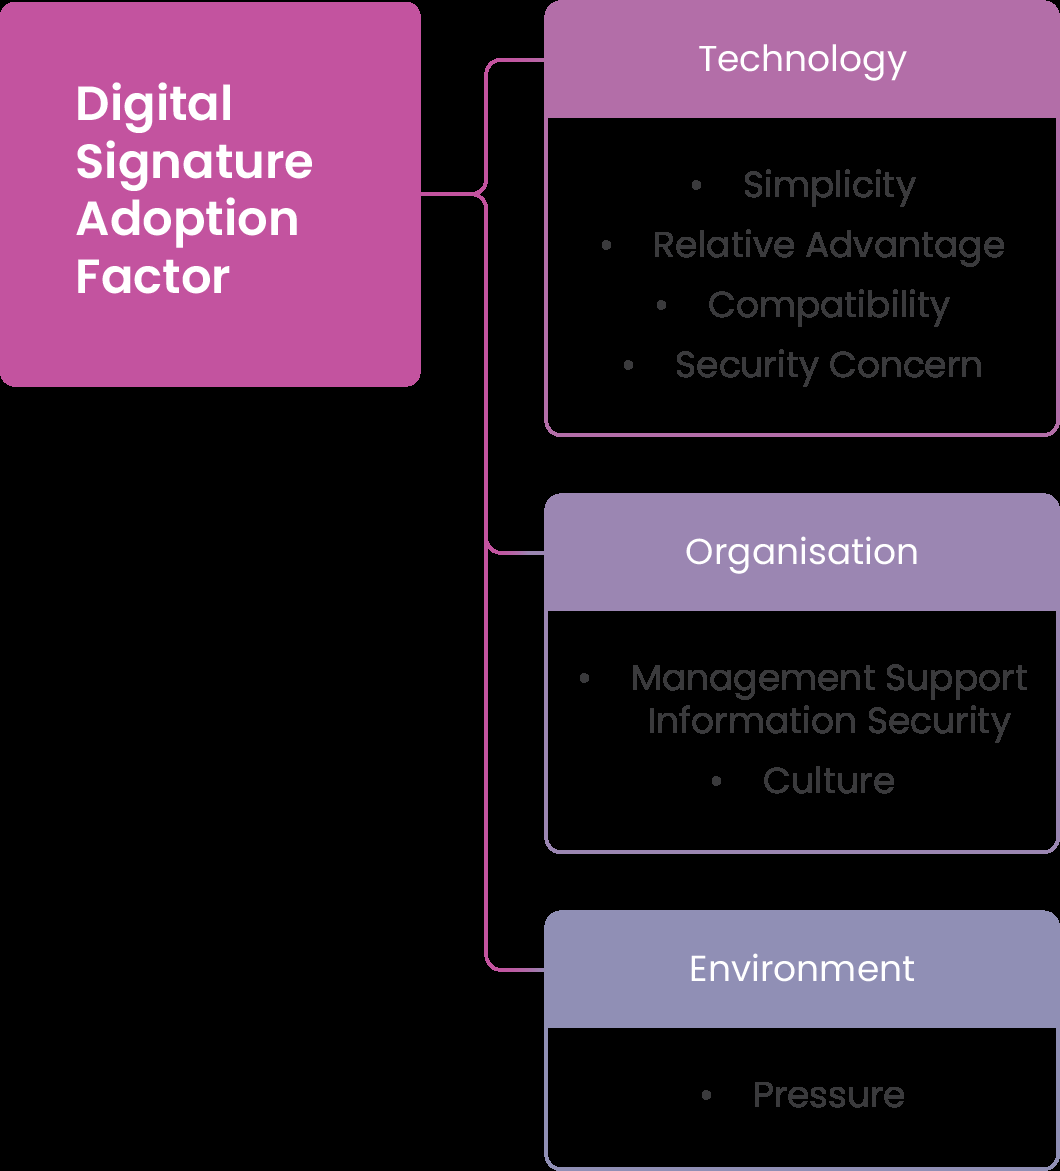 Digital
Signature
Adoption
Factor
Technology
• Simplicity
• Relative Advantage
• Compatibility
• Security Concern
Organisation
• Management Support
Information Security
• Culture
Environment
• Pressure